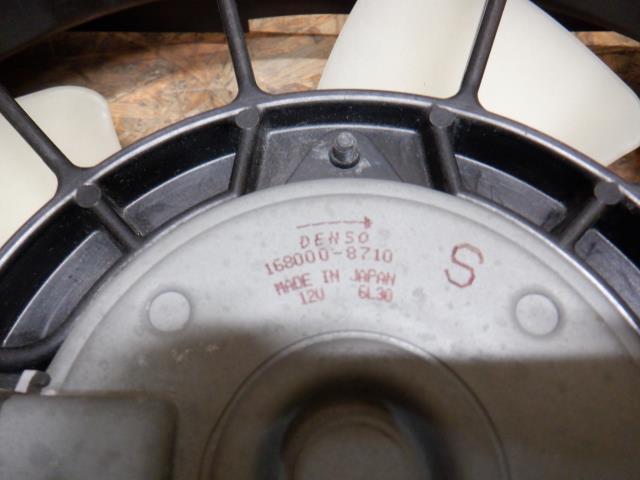 DENSO
168000-8710
S
MADE IN JAPAN
12V 6L30